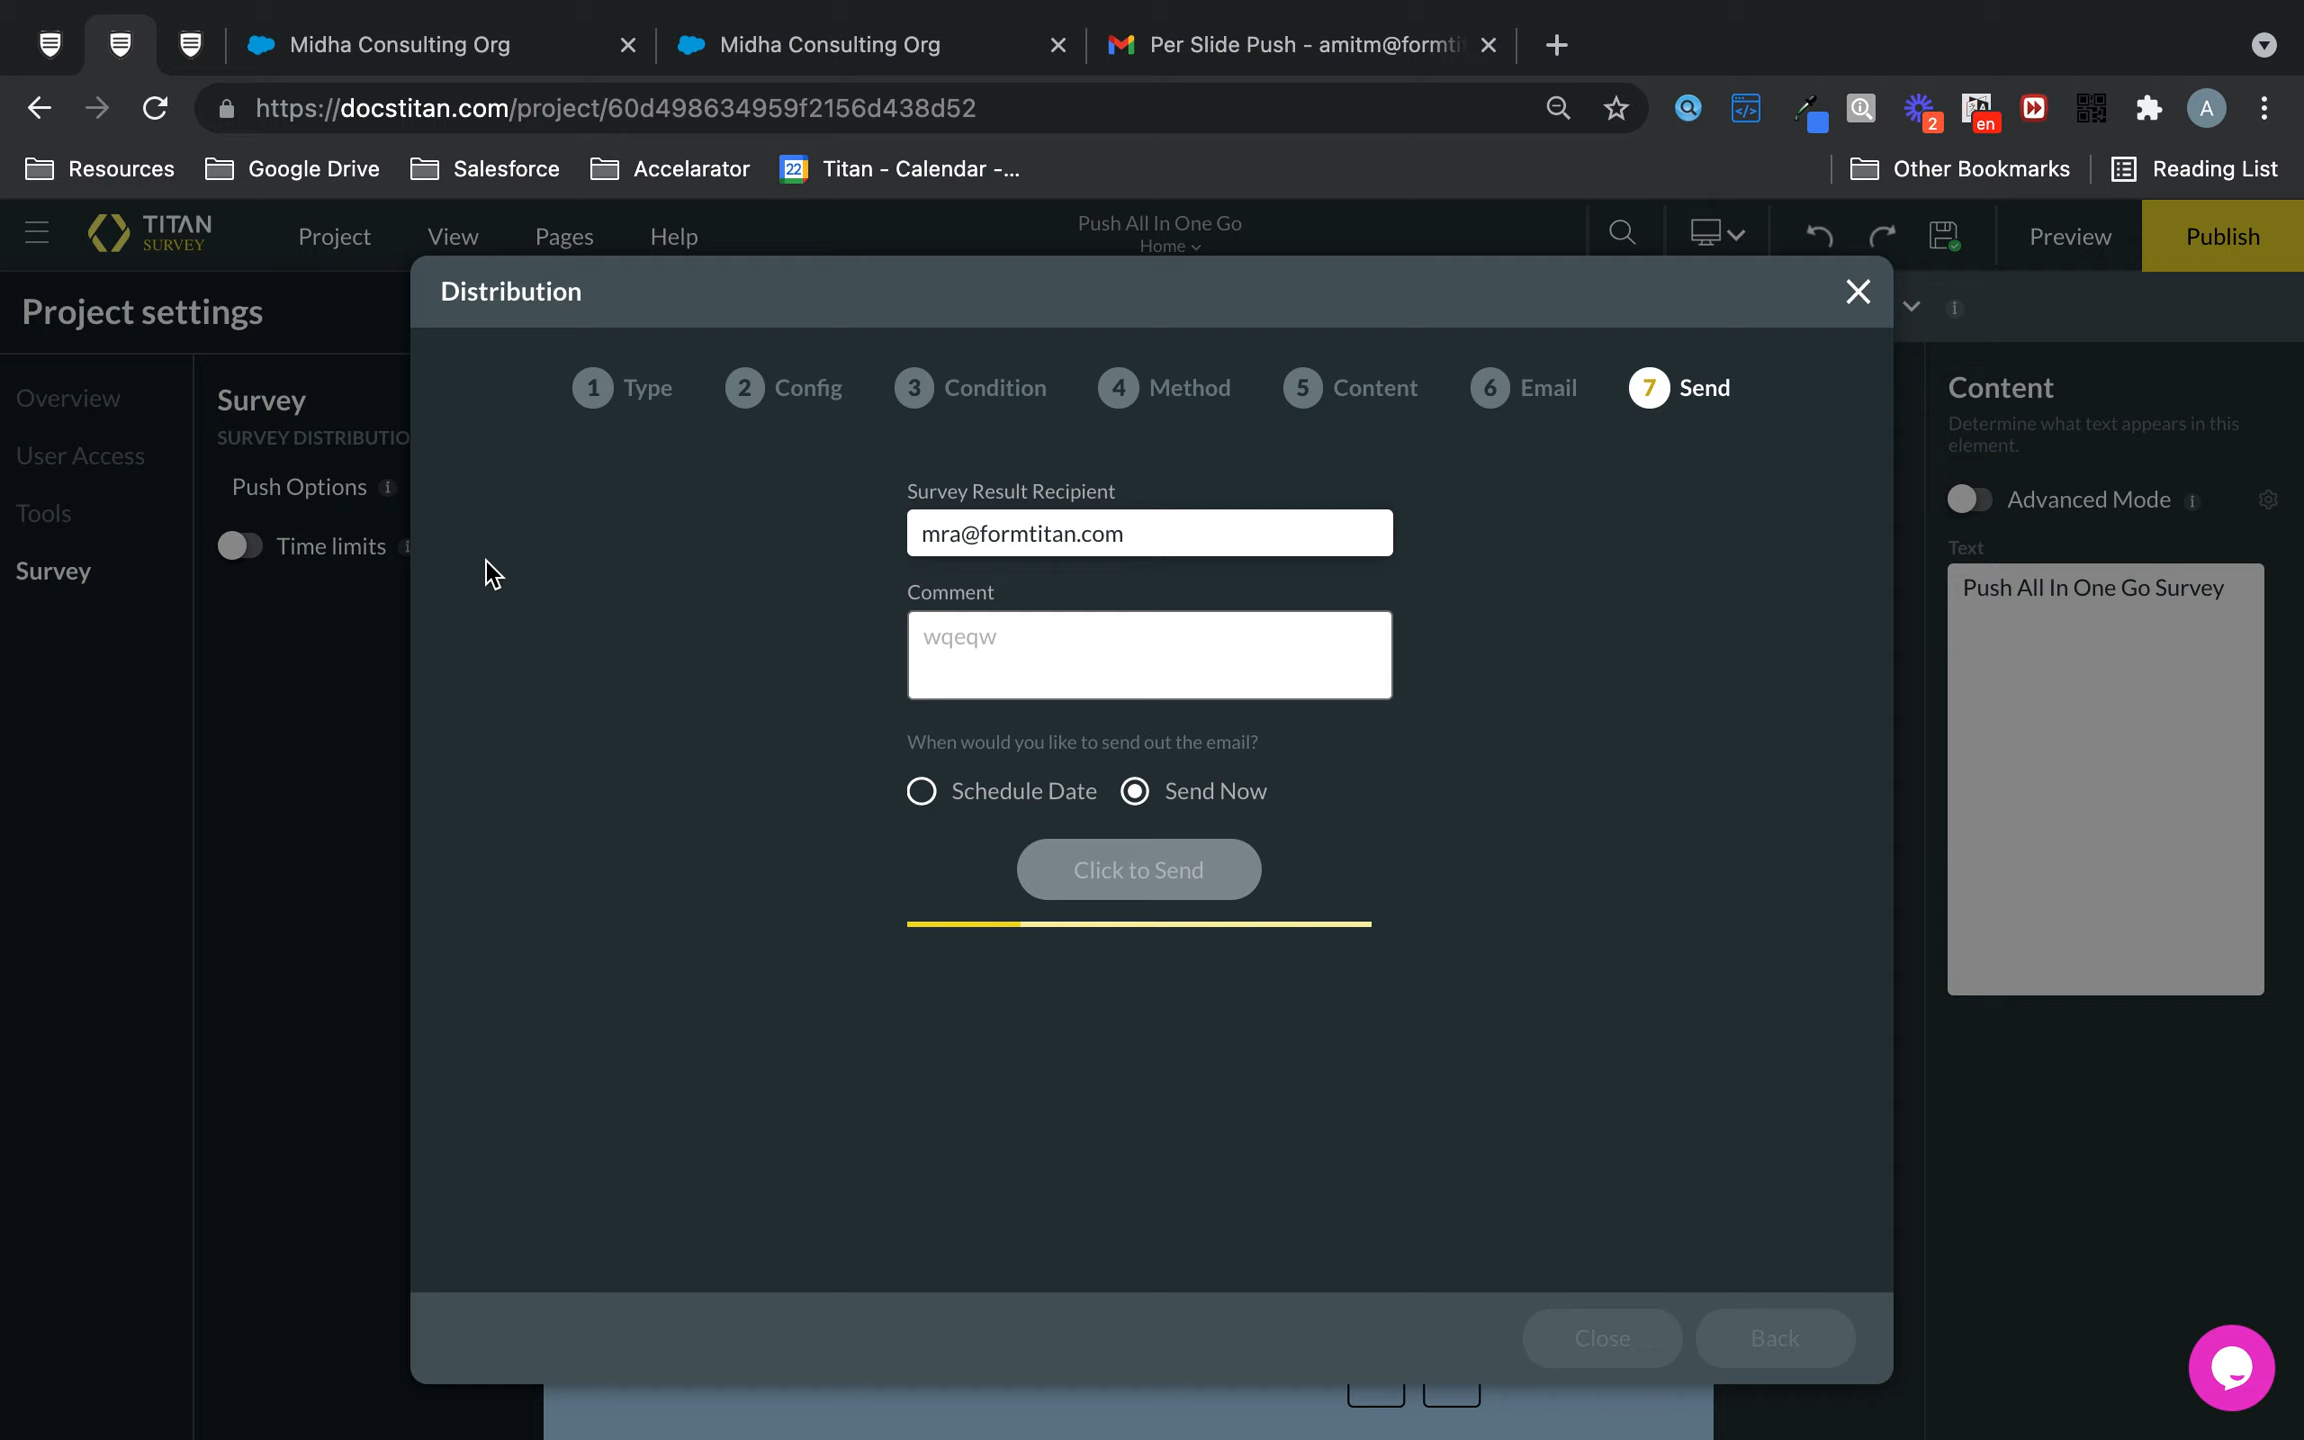 Midha Consulting Org
Midha Consulting Org
Per Slide Push - amitm@formti
https://docstitan.com/project/60d498634959f2156d438d52
2
en
A
Resources
Google Drive
Salesforce
Accelarator
22
Titan - Calendar -...
Other Bookmarks
Reading List
TITAN
SURVEY
Project
View
Pages
Help
Push All In One Go
Home
Preview
Publish
Project settings
Distribution
1 Type
2 Config
3 Condition
4 Method
5 Content
6 Email
7 Send
Overview
User Access
Tools
Survey
Survey
SURVEY DISTRIBUTIO
Push Options
Time limits
Survey Result Recipient
mra@formtitan.com
Comment
wqeqw
When would you like to send out the email?
Schedule Date
Send Now
Click to Send
Close
Back
Content
Determine what text appears in this
element.
Advanced Mode
Text
Push All In One Go Survey